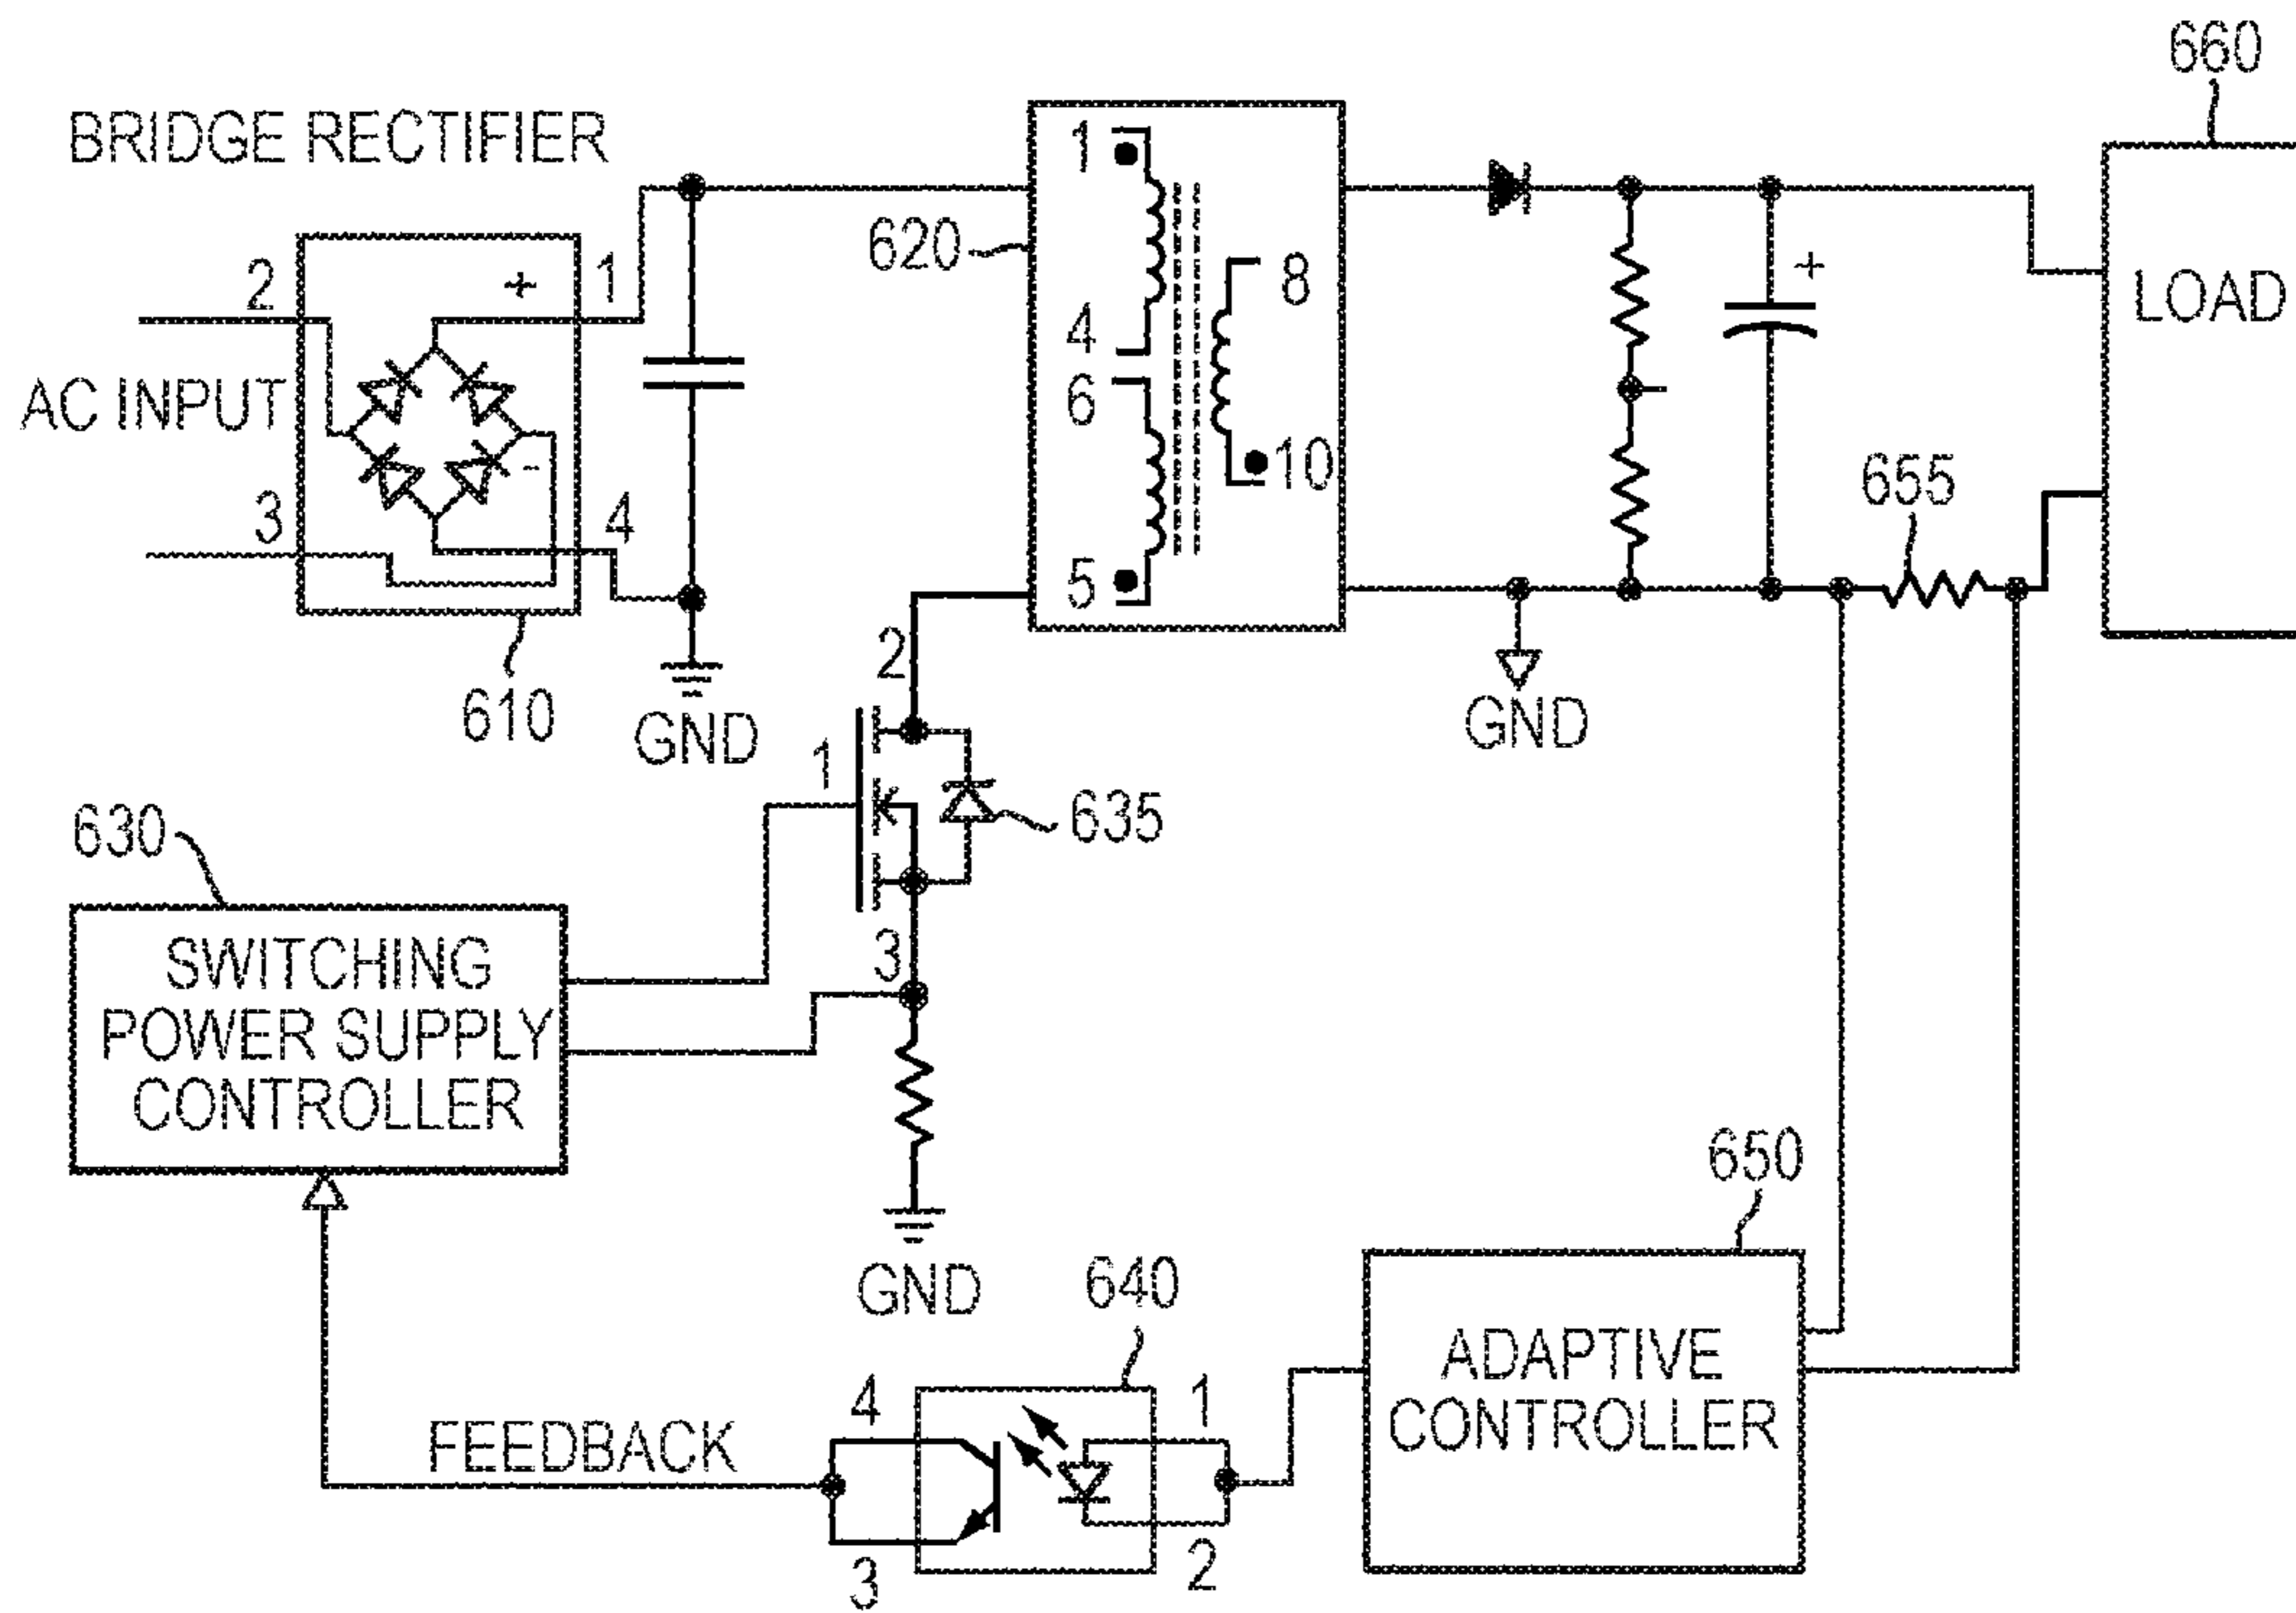 660
BRIDGE RECTIFIER
1
620
2
+
1
8
+
LOAD
4
AC INPUT
6
-
10
655
3
4
5
2
610
GND
GND
1
635
630
3
SWITCHING
POWER SUPPLY
CONTROLLER
650
GND
640
ADAPTIVE
CONTROLLER
4
1
FEEDBACK
3
2